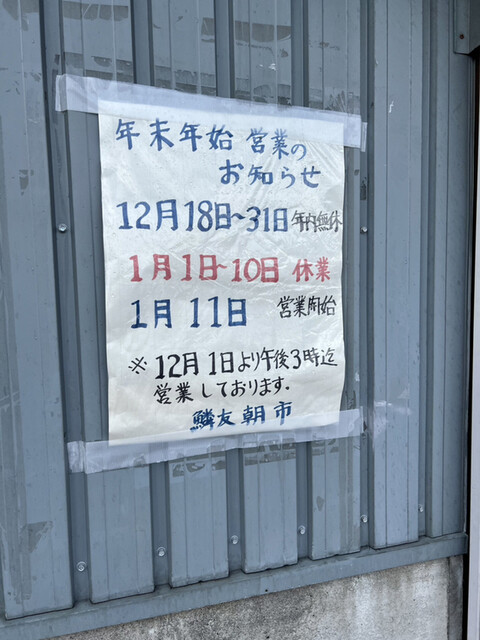 年末年始 営業の
お知らせ
12月18日~31日 年内無休
1月1日~10日 休業
1月11日 営業開始
※12月1日より午後3時迄
営業しております.
鱗友朝市